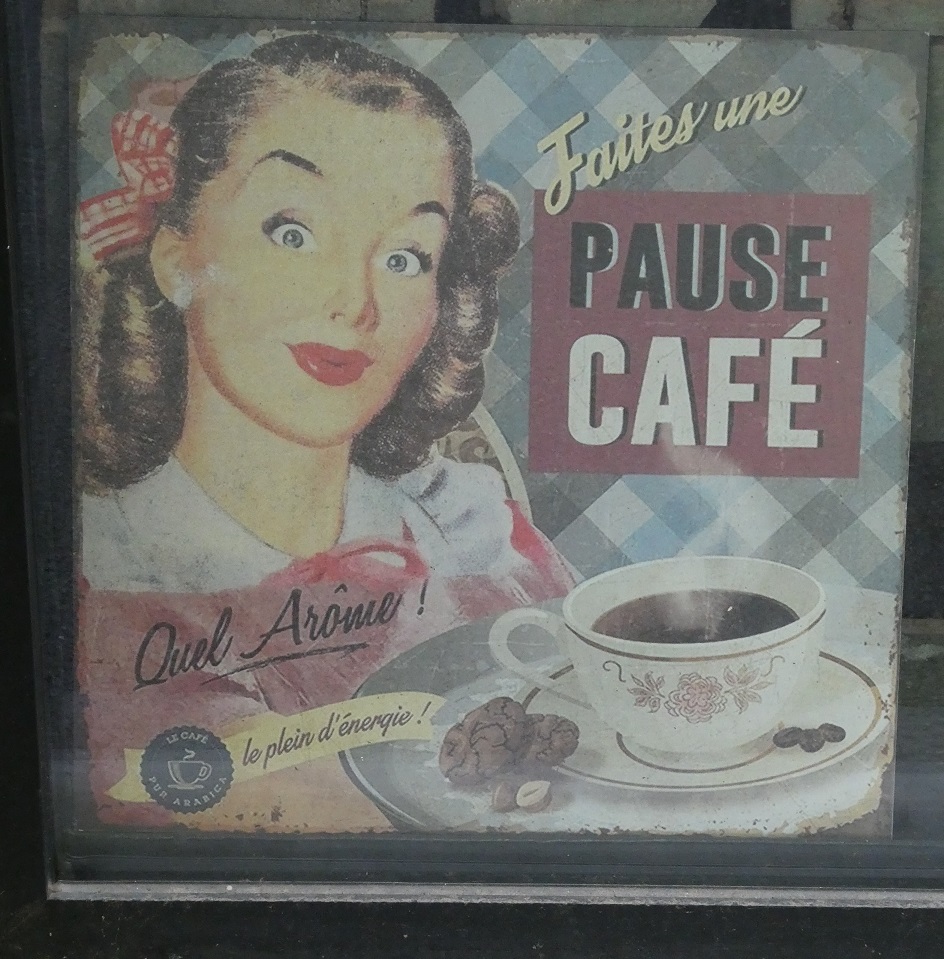 Faites une
PAUSE
CAFÉ
Quel Arôme !
le plein d'énergie !
LE CAFÉ
PUR ARABICA